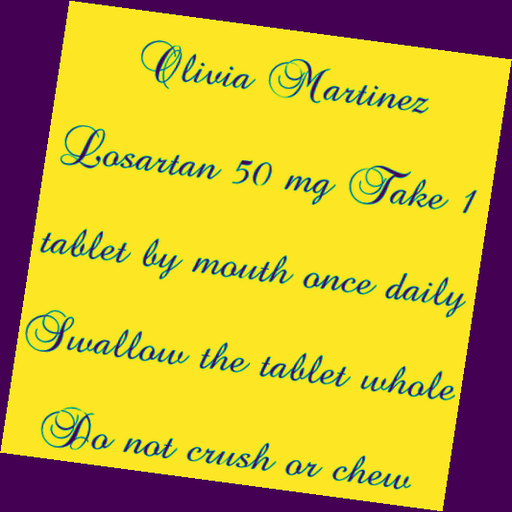 Olivia Martinez
Losartan 50 mg Take 1
tablet by mouth once daily
Swallow the tablet whole
Do not crush or chew